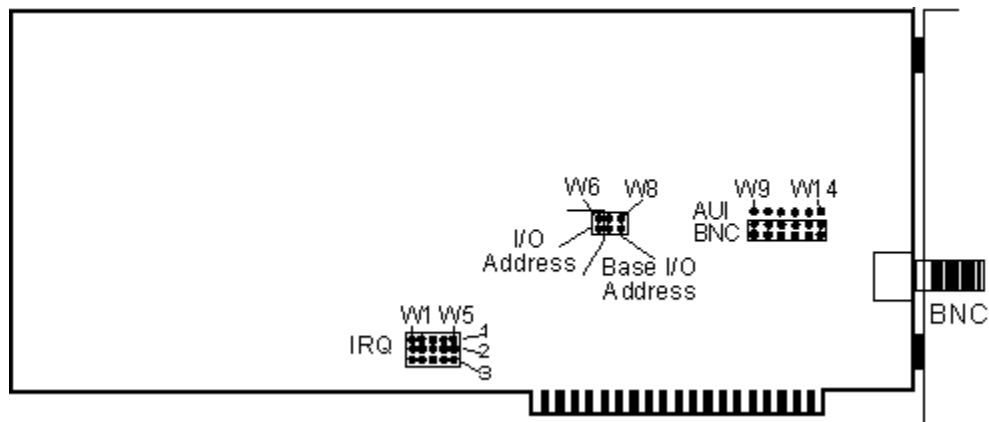 W6 W8
W9 W14
AUI
BNC
I/O
Address
Base I/O
Address
BNC
W1 W5
IRQ
1
2
3